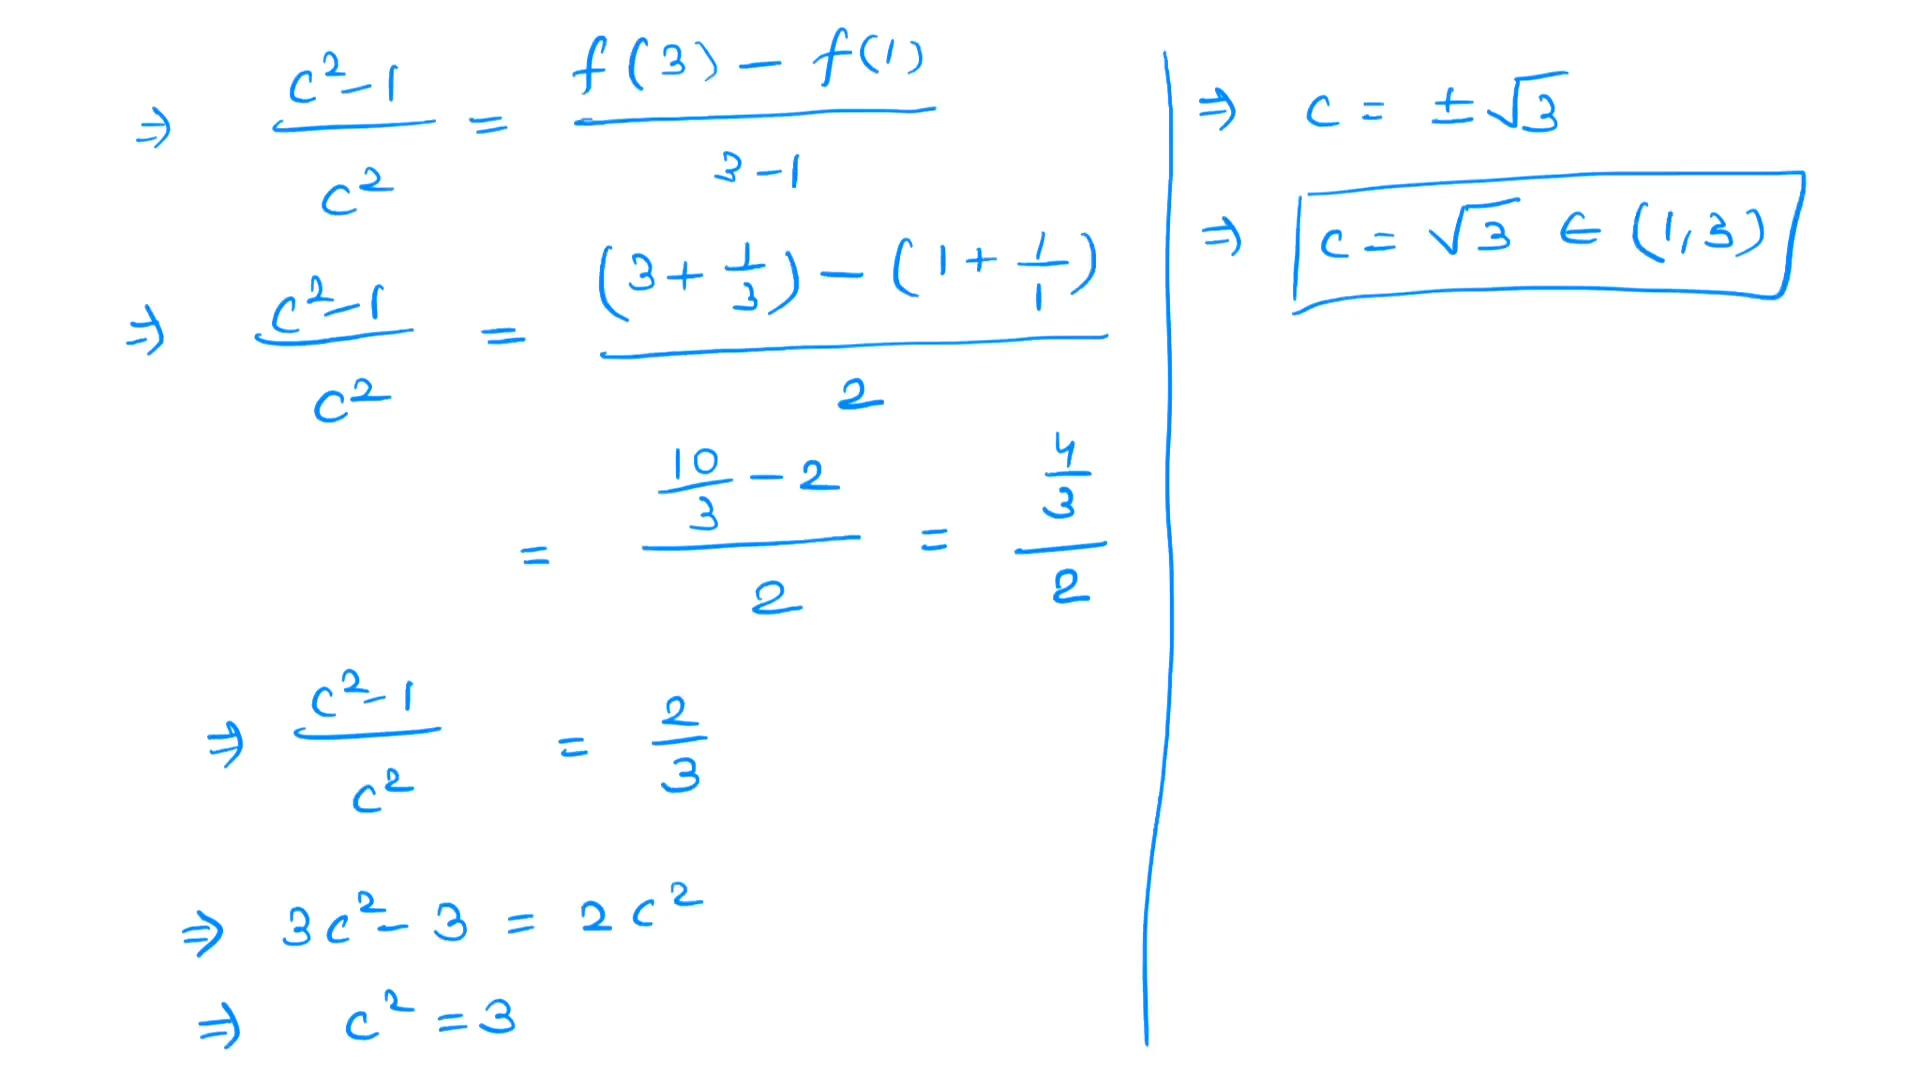 ⇒ (c²-1)/c² = (f(3) - f(1))/(3-1)
⇒ (c²-1)/c² = ((3+1/3) - (1+1/1))/2
= (10/3 - 2)/2 = (4/3)/2
⇒ (c²-1)/c² = 2/3
⇒ 3c² - 3 = 2c²
⇒ c² = 3
⇒ c = ±√3
⇒ c = √3 ∈ (1,3)